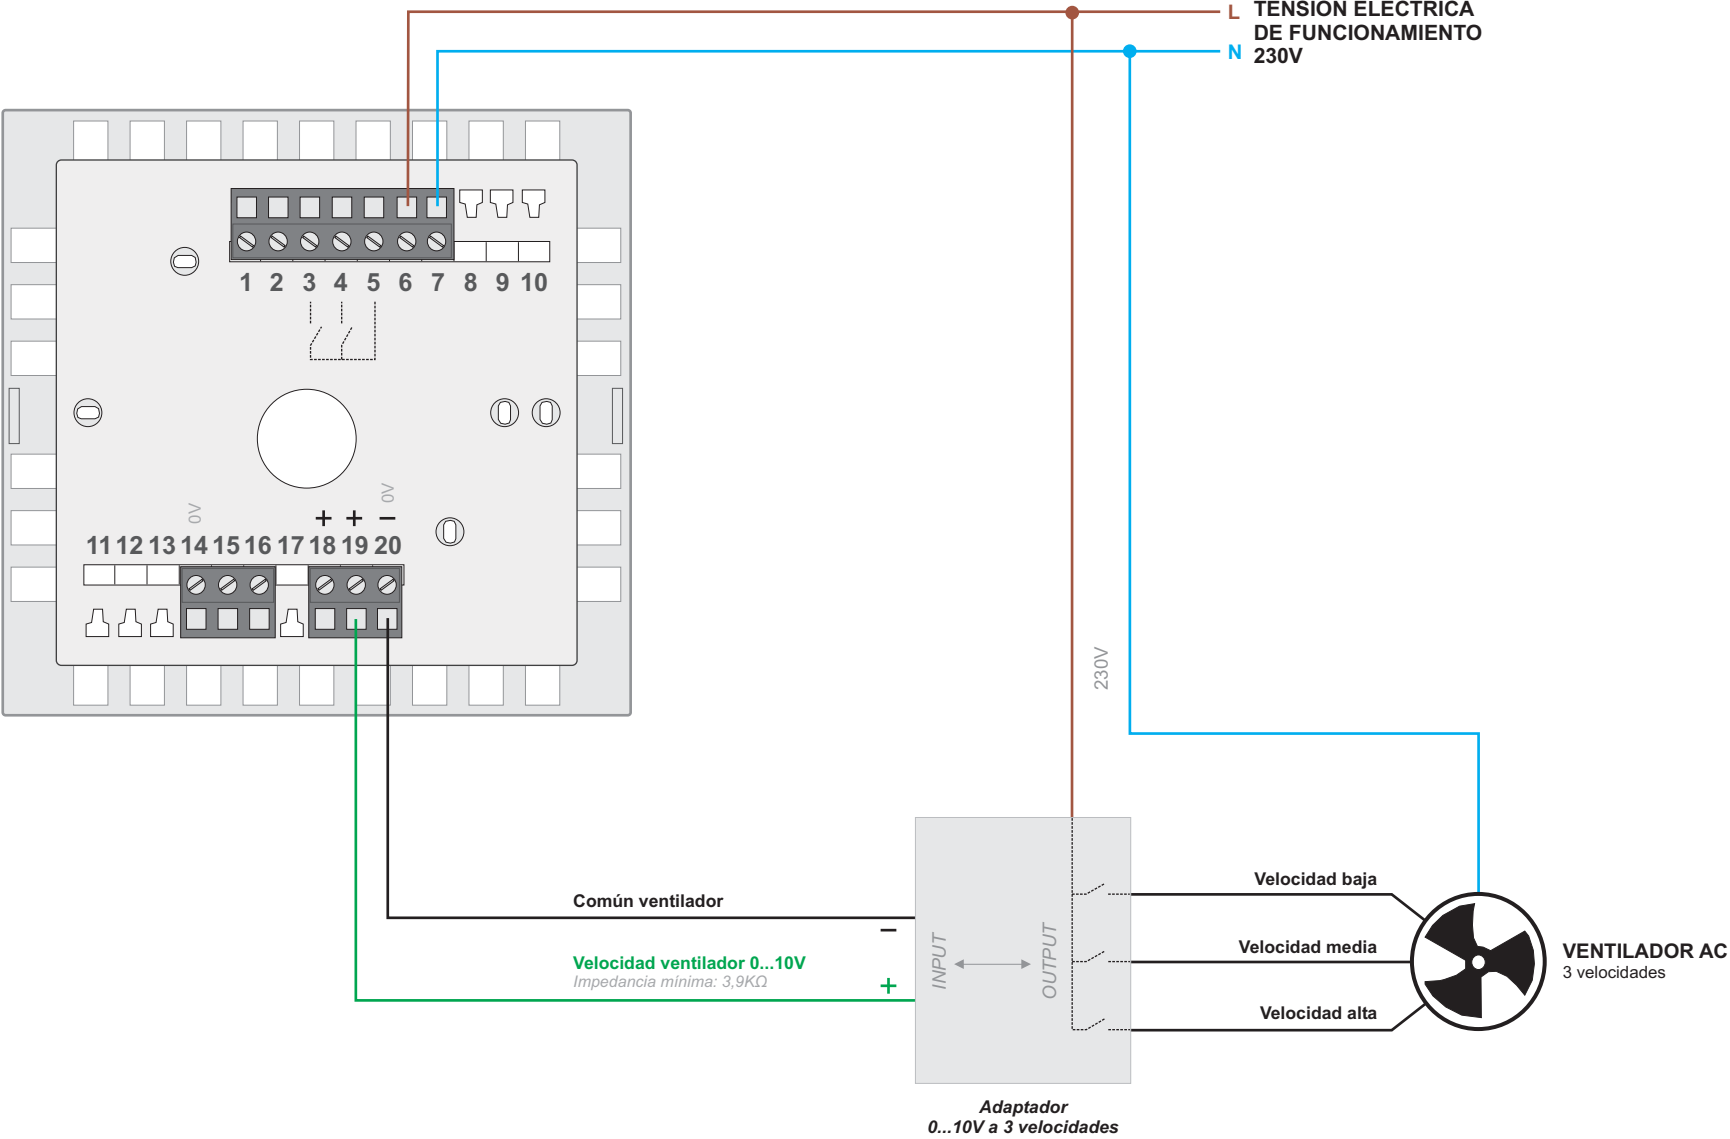 L TENSIÓN ELÉCTRICA
DE FUNCIONAMIENTO
N 230V
1 2 3 4 5 6 7 8 9 10
0V
0V
+ + −
11 12 13 14 15 16 17 18 19 20
230V
Común ventilador
−
Velocidad ventilador 0...10V
Impedancia mínima: 3,9KΩ
+
INPUT
OUTPUT
Velocidad baja
Velocidad media
Velocidad alta
VENTILADOR AC
3 velocidades
Adaptador
0...10V a 3 velocidades